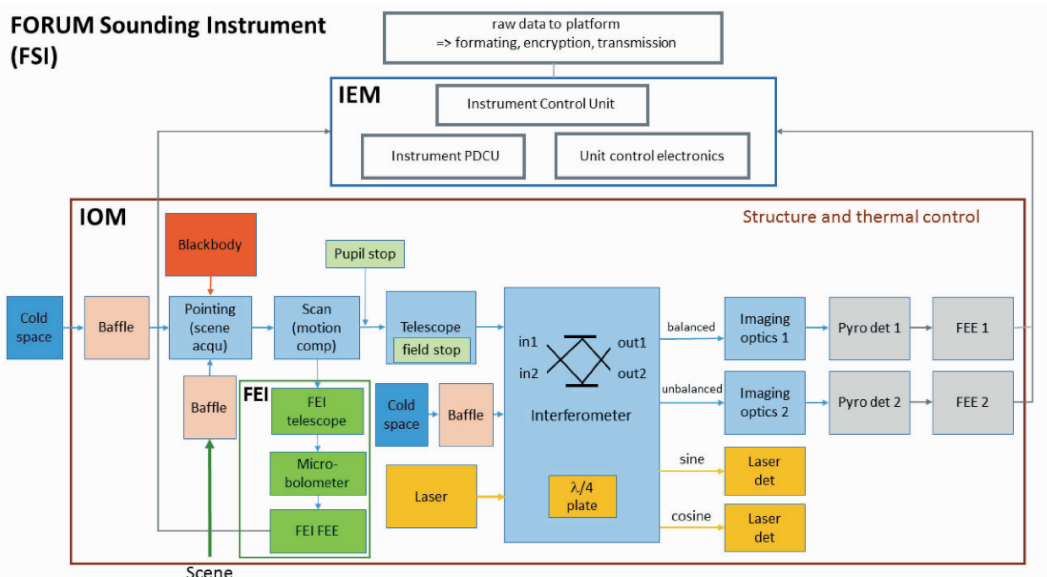 FORUM Sounding Instrument
(FSI)
raw data to platform
=> formating, encryption, transmission
IEM
Instrument Control Unit
Instrument PDCU
Unit control electronics
IOM
Structure and thermal control
Blackbody
Pupil stop
Cold
space
Baffle
Pointing
(scene
acqu)
Scan
(motion
comp)
Telescope
field stop
in1
in2
out1
out2
Interferometer
balanced
Imaging
optics 1
Pyro det 1
FEE 1
Baffle
FEI
FEI
telescope
Cold
space
Baffle
unbalanced
Imaging
optics 2
Pyro det 2
FEE 2
Micro-
bolometer
Laser
λ/4
plate
sine
Laser
det
FEI FEE
cosine
Laser
det
Scene